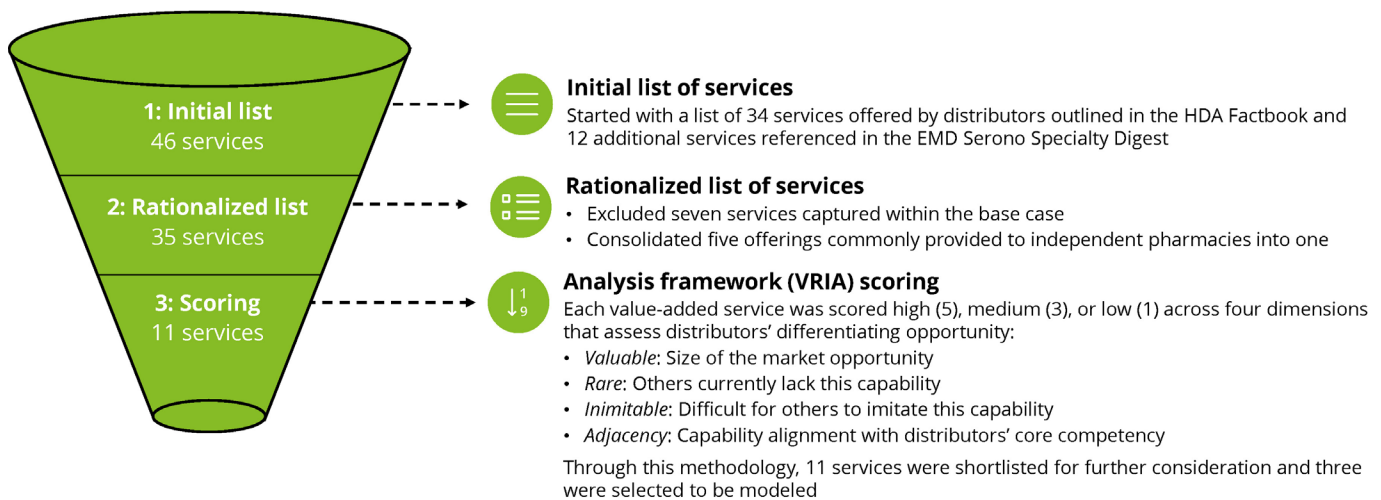 1: Initial list
46 services
2: Rationalized list
35 services
3: Scoring
11 services
Initial list of services
Started with a list of 34 services offered by distributors outlined in the HDA Factbook and
12 additional services referenced in the EMD Serono Specialty Digest
Rationalized list of services
• Excluded seven services captured within the base case
• Consolidated five offerings commonly provided to independent pharmacies into one
1
9
Analysis framework (VRIA) scoring
Each value-added service was scored high (5), medium (3), or low (1) across four dimensions
that assess distributors’ differentiating opportunity:
• Valuable: Size of the market opportunity
• Rare: Others currently lack this capability
• Inimitable: Difficult for others to imitate this capability
• Adjacency: Capability alignment with distributors’ core competency
Through this methodology, 11 services were shortlisted for further consideration and three
were selected to be modeled